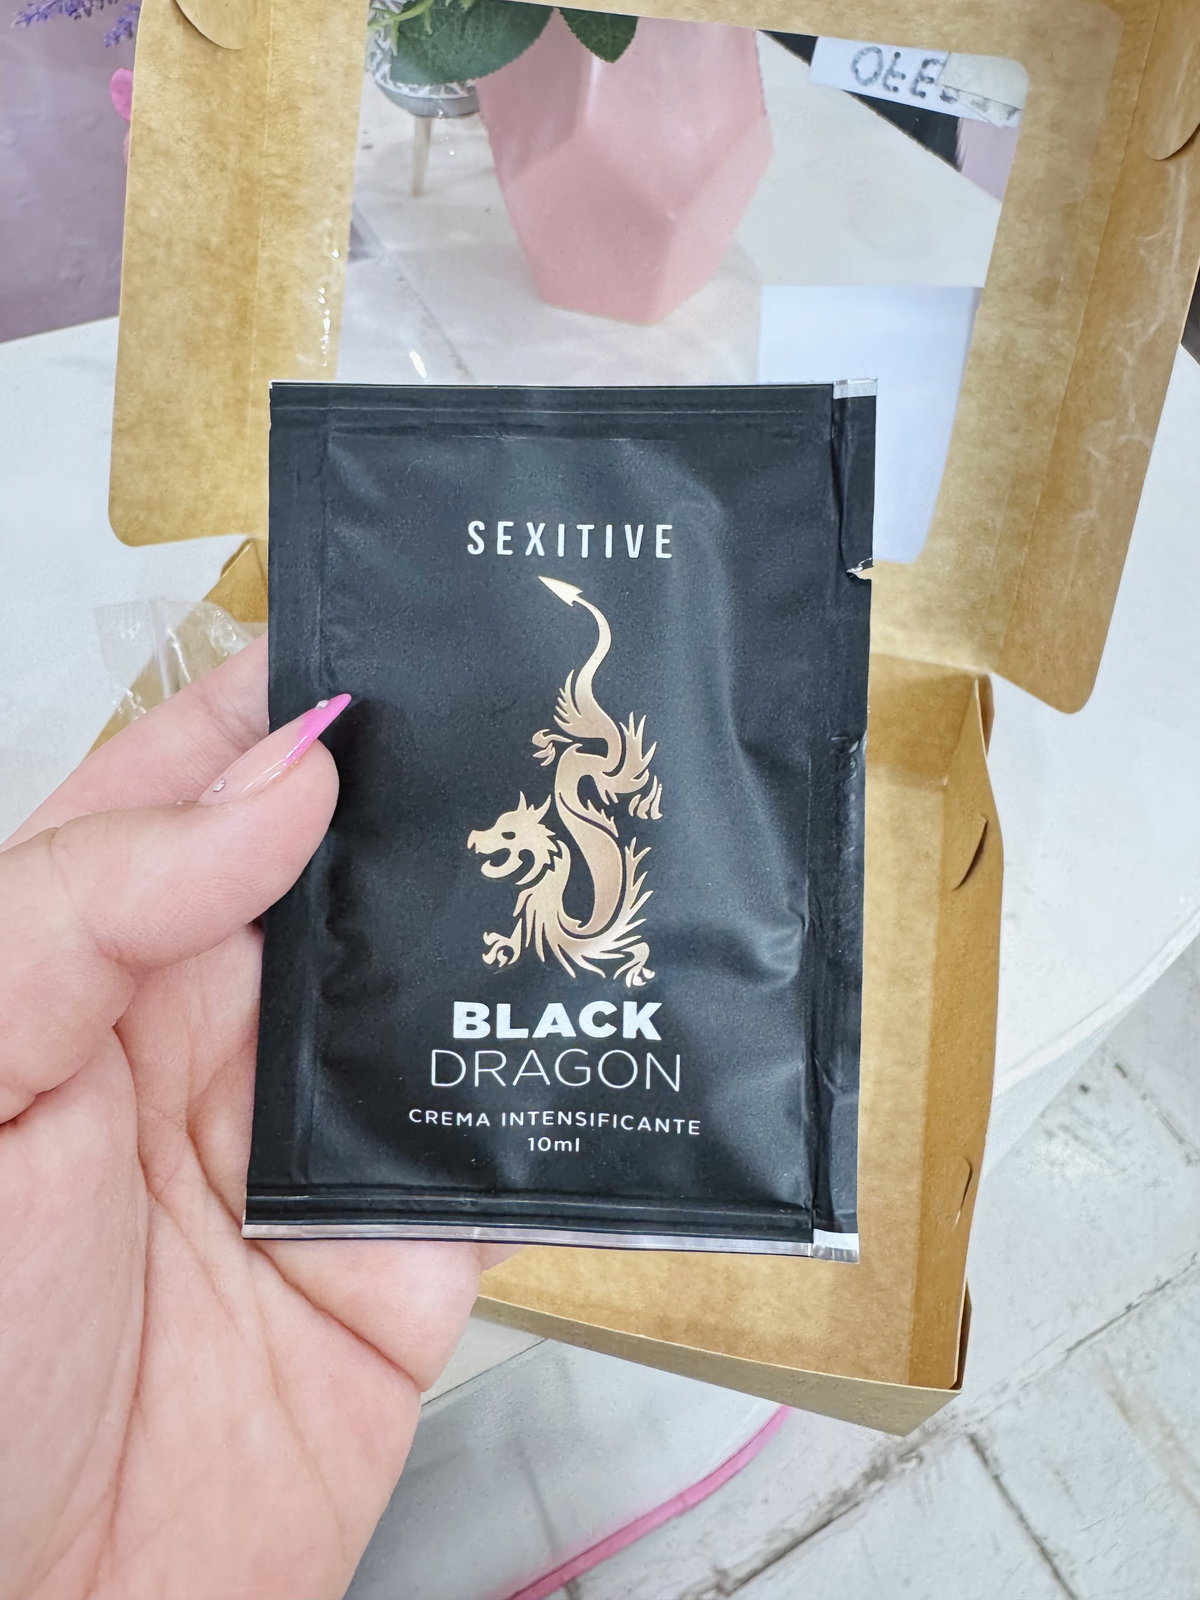 SEXITIVE
BLACK
DRAGON
CREMA INTENSIFICANTE
10ml